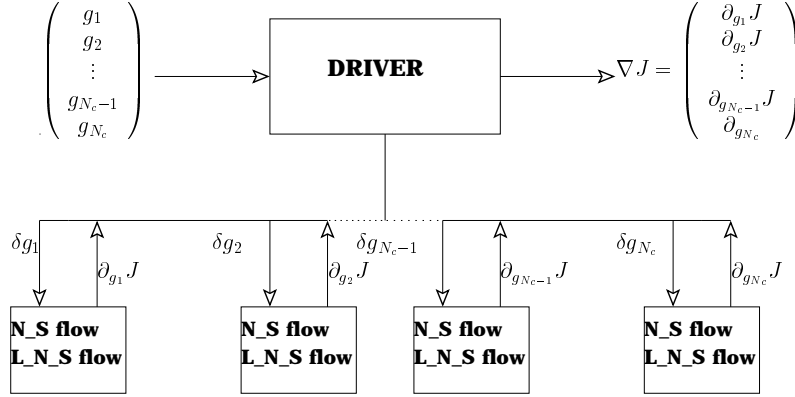 g_1
g_2
⋮
g_{N_c-1}
g_{N_c}
DRIVER
∇J =
∂_{g_1}J
∂_{g_2}J
⋮
∂_{g_{N_c-1}}J
∂_{g_{N_c}}
δg_1
∂_{g_1}J
δg_2
∂_{g_2}J
δg_{N_c-1}
∂_{g_{N_c-1}}J
δg_{N_c}
∂_{g_{N_c}}J
N_S flow
L_N_S flow
N_S flow
L_N_S flow
N_S flow
L_N_S flow
N_S flow
L_N_S flow